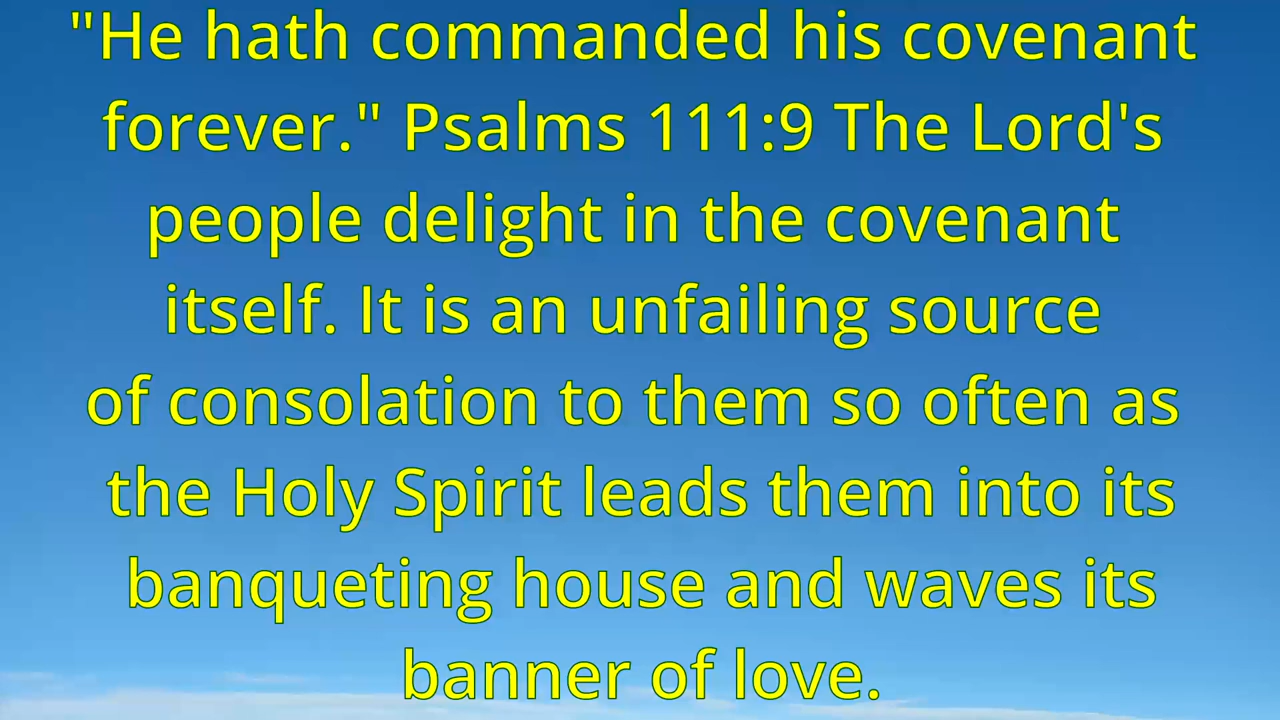 "He hath commanded his covenant
forever." Psalms 111:9 The Lord's
people delight in the covenant
itself. It is an unfailing source
of consolation to them so often as
the Holy Spirit leads them into its
banqueting house and waves its
banner of love.